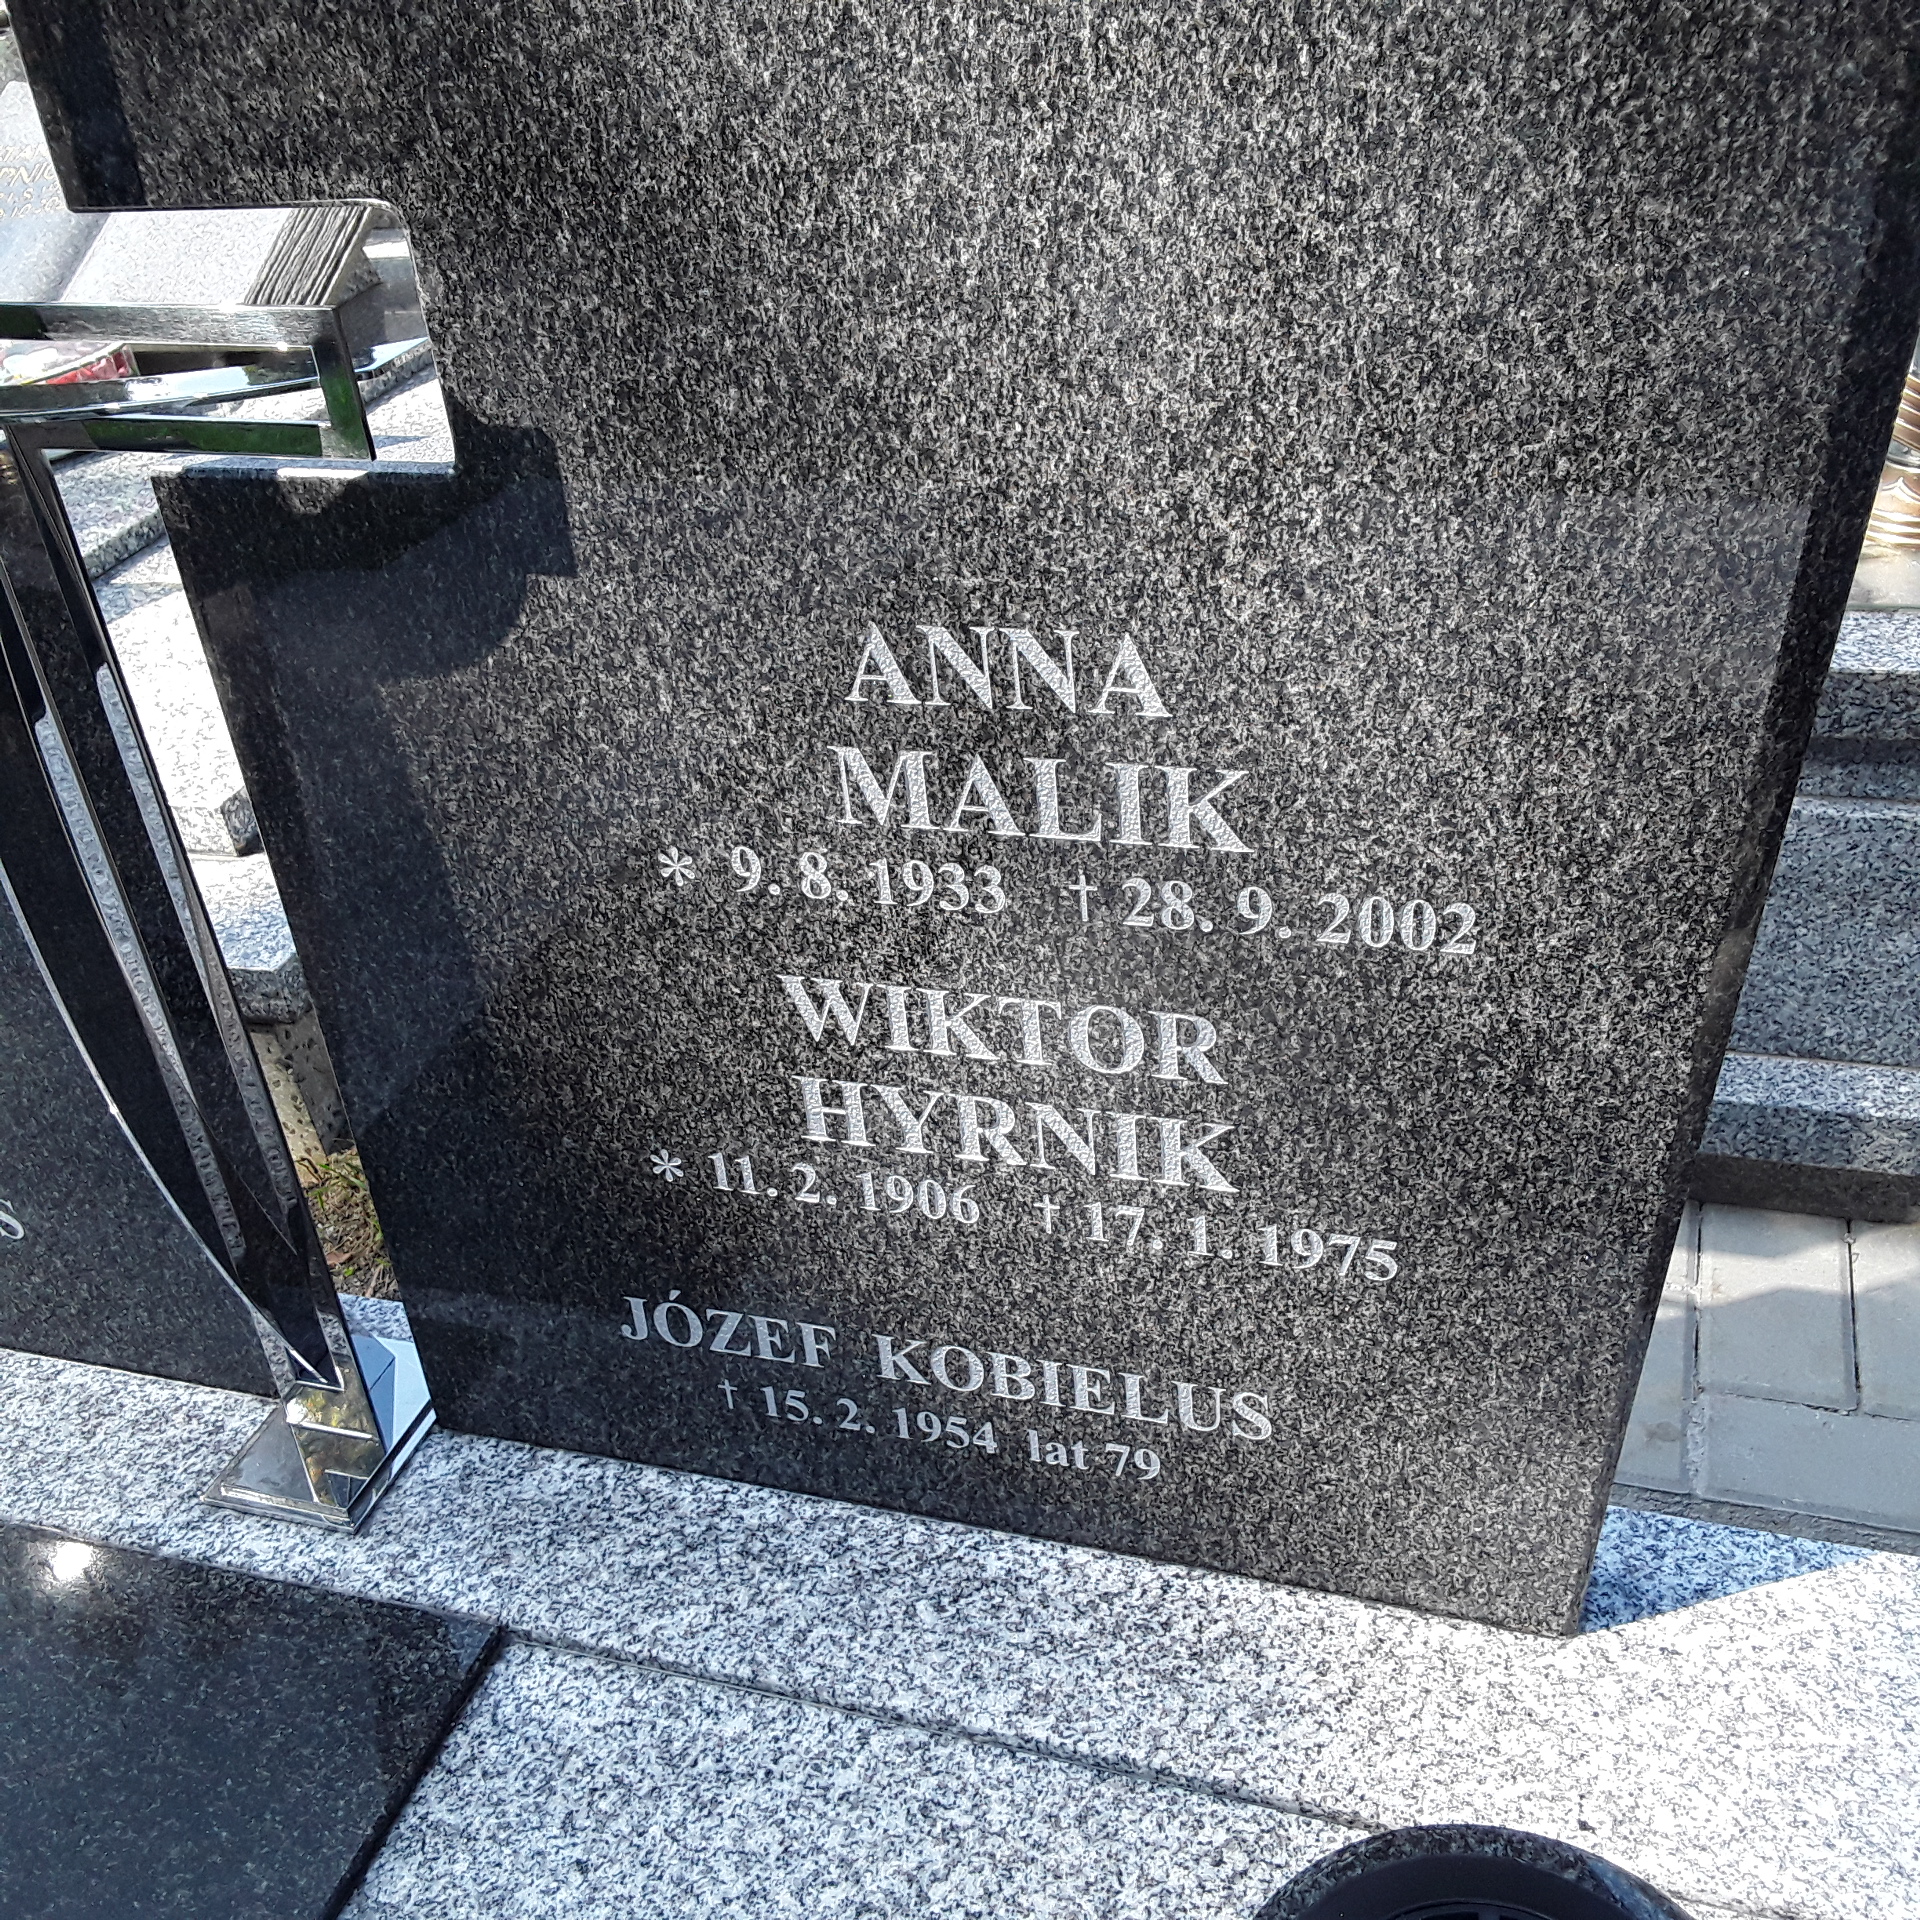 ANNA
MALIK
* 9. 8. 1933 † 28. 9. 2002
WIKTOR
HYRNIK
* 11. 2. 1906 † 17. 1. 1975
JÓZEF KOBIELUS
† 15. 2. 1954 lat 79